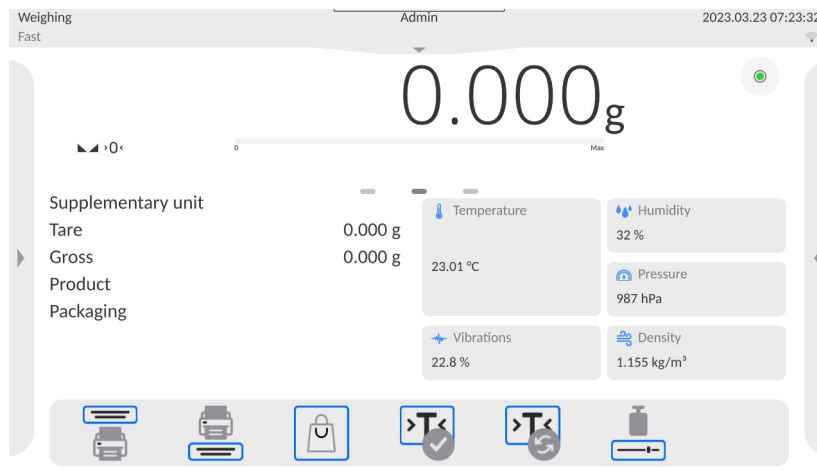 Weighing
Admin
2023.03.23 07:23:32
Fast
0.000g
›0‹
0
Max
Supplementary unit
Tare 0.000 g
Gross 0.000 g
Product
Packaging
Temperature
23.01 °C
Humidity
32 %
Pressure
987 hPa
Vibrations
22.8 %
Density
1.155 kg/m³
›T‹
›T‹